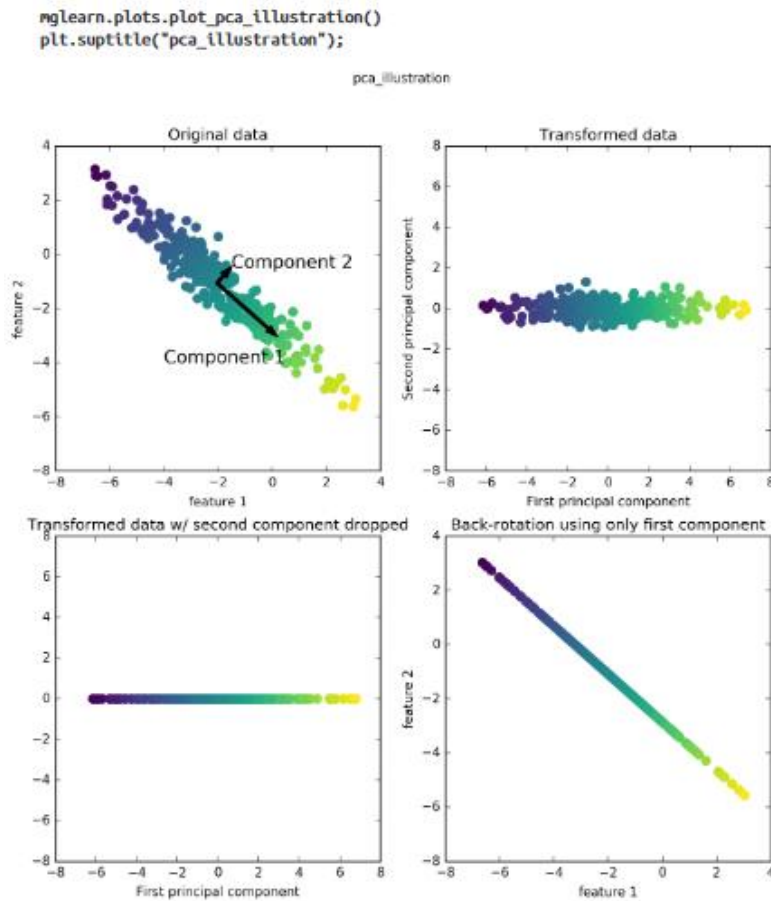 mglearn.plots.plot_pca_illustration()
plt.suptitle("pca_illustration");
pca_illustration
Original data
4
2
0
−2
−4
−6
−8
feature 2
Component 2
Component 1
−8 −6 −4 −2 0 2 4
feature 1
Transformed data
8
6
4
2
0
−2
−4
−6
−8
Second principal component
−8 −6 −4 −2 0 2 4 6 8
First principal component
Transformed data w/ second component dropped
8
6
4
2
0
−2
−4
−6
−8
−8 −6 −4 −2 0 2 4 6 8
First principal component
Back-rotation using only first component
4
2
0
−2
−4
−6
−8
feature 2
−8 −6 −4 −2 0 2 4
feature 1